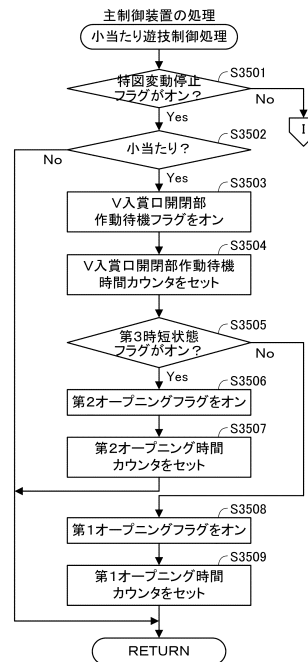 主制御装置の処理
小当たり遊技制御処理
S3501
特図変動停止
フラグがオン？
No
Yes
I
S3502
小当たり？
No
Yes
S3503
V入賞口開閉部
作動待機フラグをオン
S3504
V入賞口開閉部作動待機
時間カウンタをセット
S3505
第3時短状態
フラグがオン？
No
Yes
S3506
第2オープニングフラグをオン
S3507
第2オープニング時間
カウンタをセット
S3508
第1オープニングフラグをオン
S3509
第1オープニング時間
カウンタをセット
RETURN